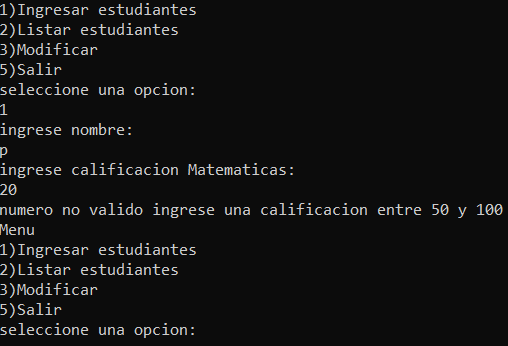 1)Ingresar estudiantes
2)Listar estudiantes
3)Modificar
5)Salir
seleccione una opcion:
1
ingrese nombre:
p
ingrese calificacion Matematicas:
20
numero no valido ingrese una calificacion entre 50 y 100
Menu
1)Ingresar estudiantes
2)Listar estudiantes
3)Modificar
5)Salir
seleccione una opcion: